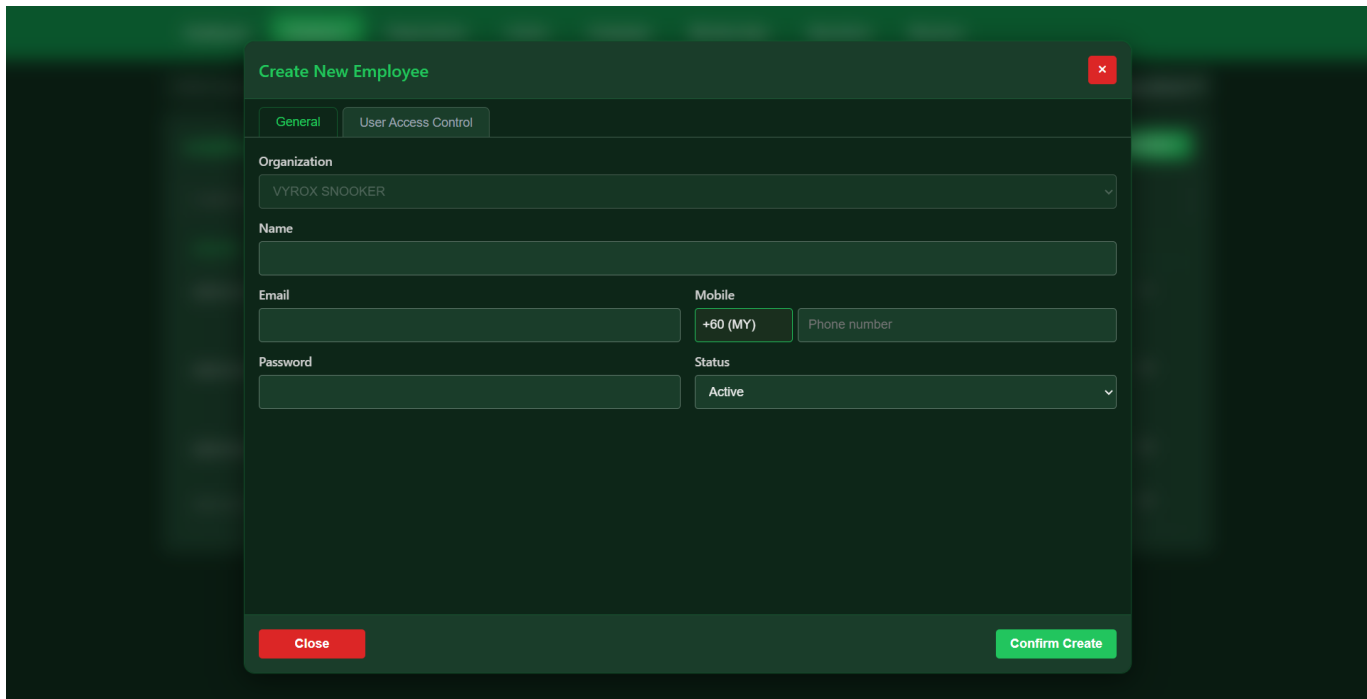 Create New Employee
×
General
User Access Control
Organization
VYROX SNOOKER
Name
Email
Mobile
+60 (MY)
Phone number
Password
Status
Active
Close
Confirm Create